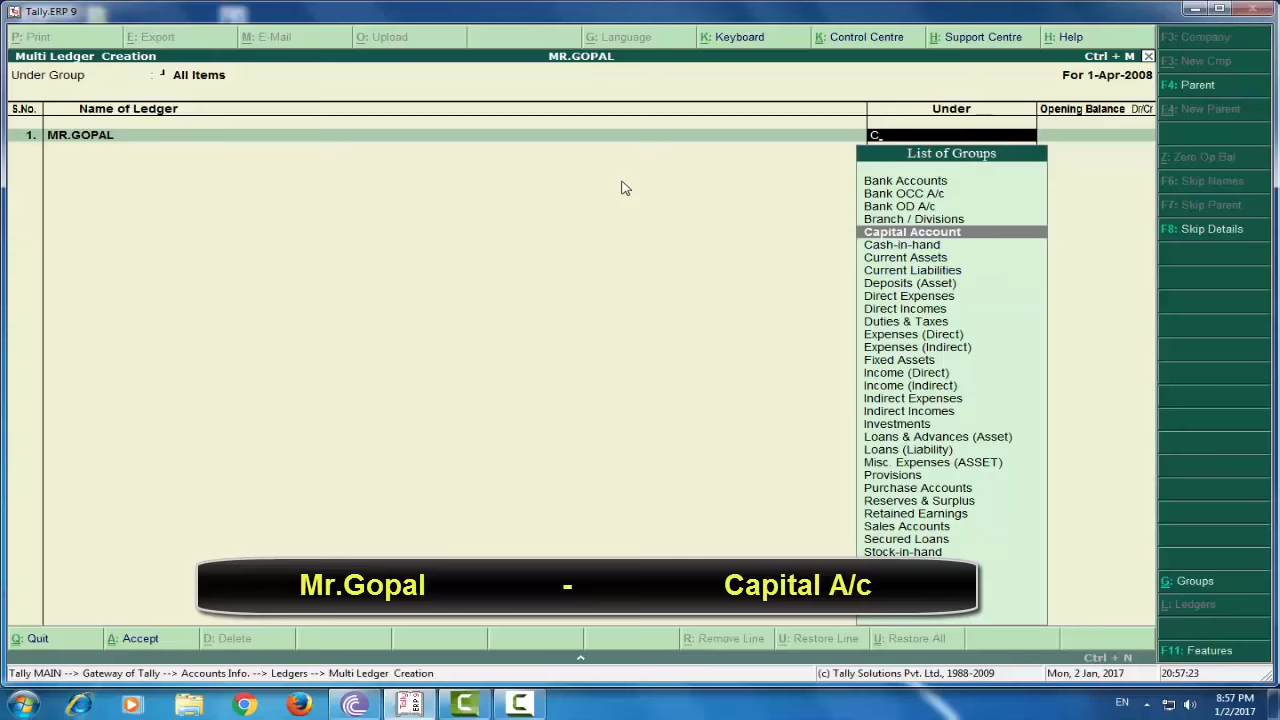 Tally.ERP 9
P: Print E: Export M: E-Mail O: Upload G: Language K: Keyboard K: Control Centre H: Support Centre H: Help
Multi Ledger Creation MR.GOPAL Ctrl + M
Under Group : All Items For 1-Apr-2008
S.No. Name of Ledger Under Opening Balance Dr/Cr
1. MR.GOPAL C
List of Groups
Bank Accounts
Bank OCC A/c
Bank OD A/c
Branch / Divisions
Capital Account
Cash-in-hand
Current Assets
Current Liabilities
Deposits (Asset)
Direct Expenses
Direct Incomes
Duties & Taxes
Expenses (Direct)
Expenses (Indirect)
Fixed Assets
Income (Direct)
Income (Indirect)
Indirect Expenses
Indirect Incomes
Investments
Loans & Advances (Asset)
Loans (Liability)
Misc. Expenses (ASSET)
Provisions
Purchase Accounts
Reserves & Surplus
Retained Earnings
Sales Accounts
Secured Loans
Stock-in-hand
Mr.Gopal - Capital A/c
F3: Company
F3: New Cmp
F4: Parent
F4: New Parent
Z: Zero Op Bal
F6: Skip Names
F7: Skip Parent
F8: Skip Details
G: Groups
L: Ledgers
F11: Features
Q: Quit A: Accept D: Delete R: Remove Line U: Restore Line U: Restore All
Ctrl + N
Tally MAIN --> Gateway of Tally --> Accounts Info. --> Ledgers --> Multi Ledger Creation (c) Tally Solutions Pvt. Ltd., 1988-2009 Mon, 2 Jan, 2017 20:57:23
EN 8:57 PM
1/2/2017